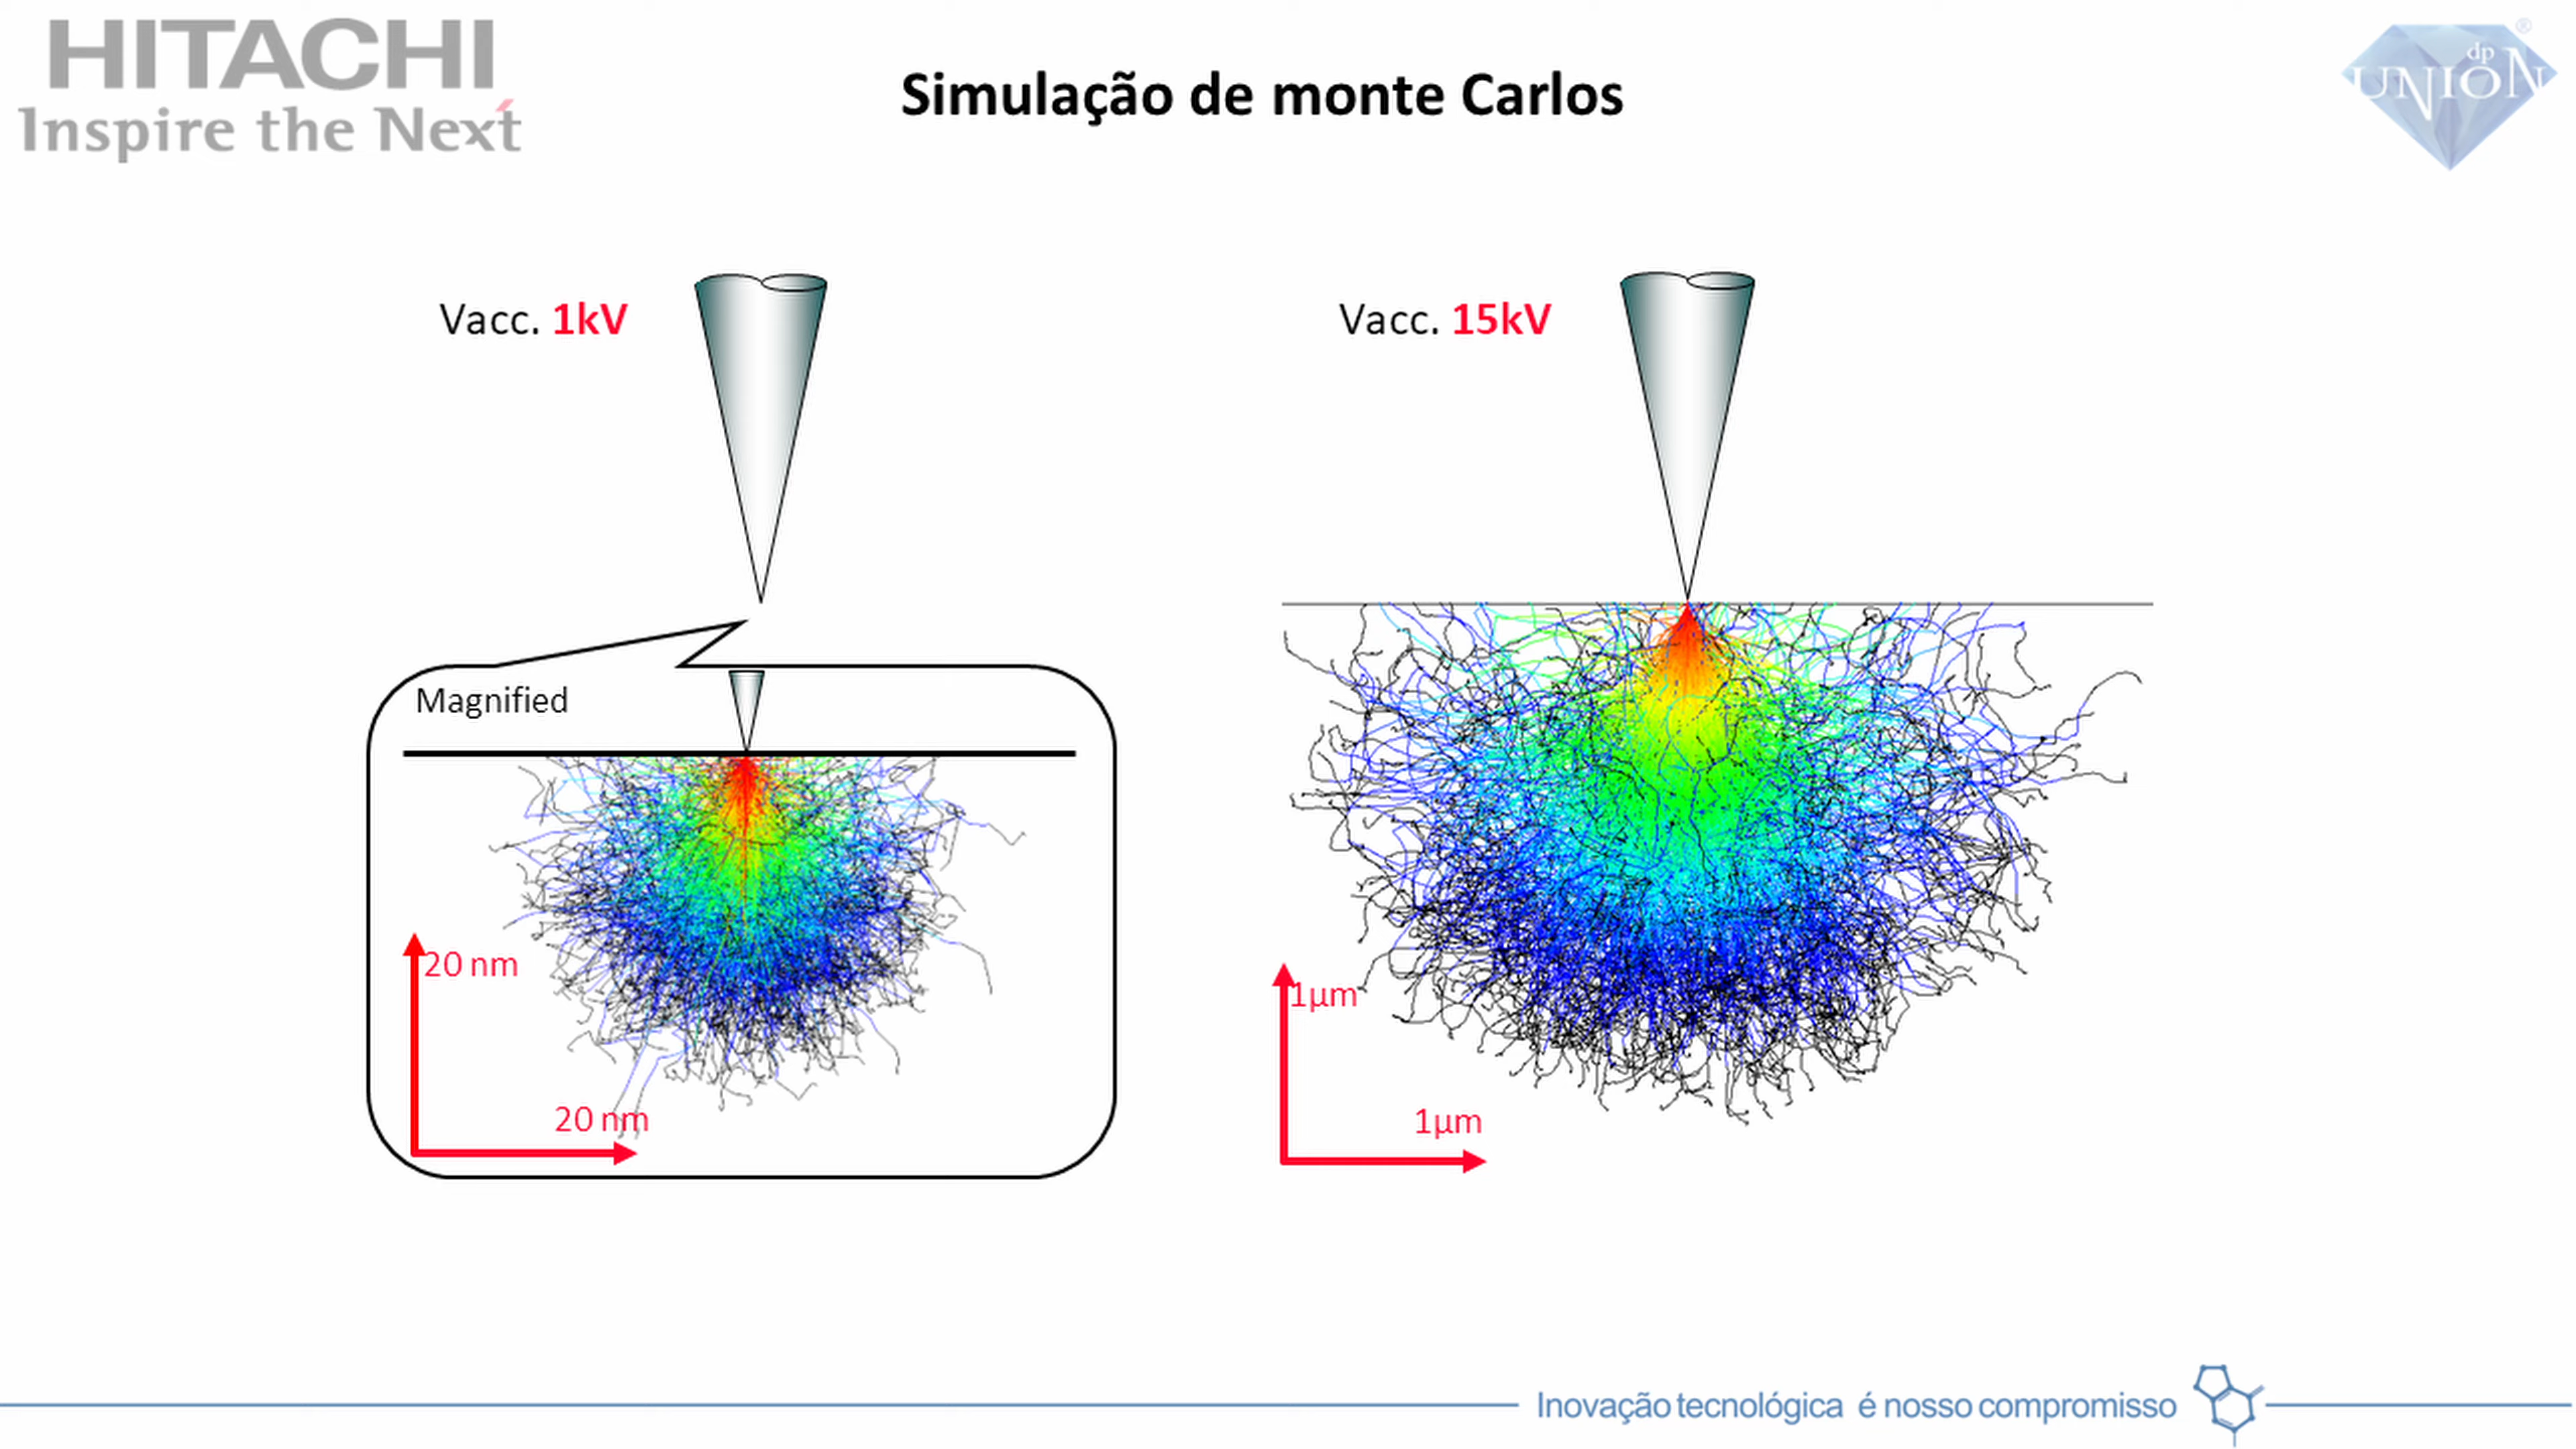 HITACHI
Inspire the Next
Simulação de monte Carlos
dp
UNION
®
Vacc. 1kV
Vacc. 15kV
Magnified
20 nm
20 nm
1µm
1µm
Inovação tecnológica é nosso compromisso